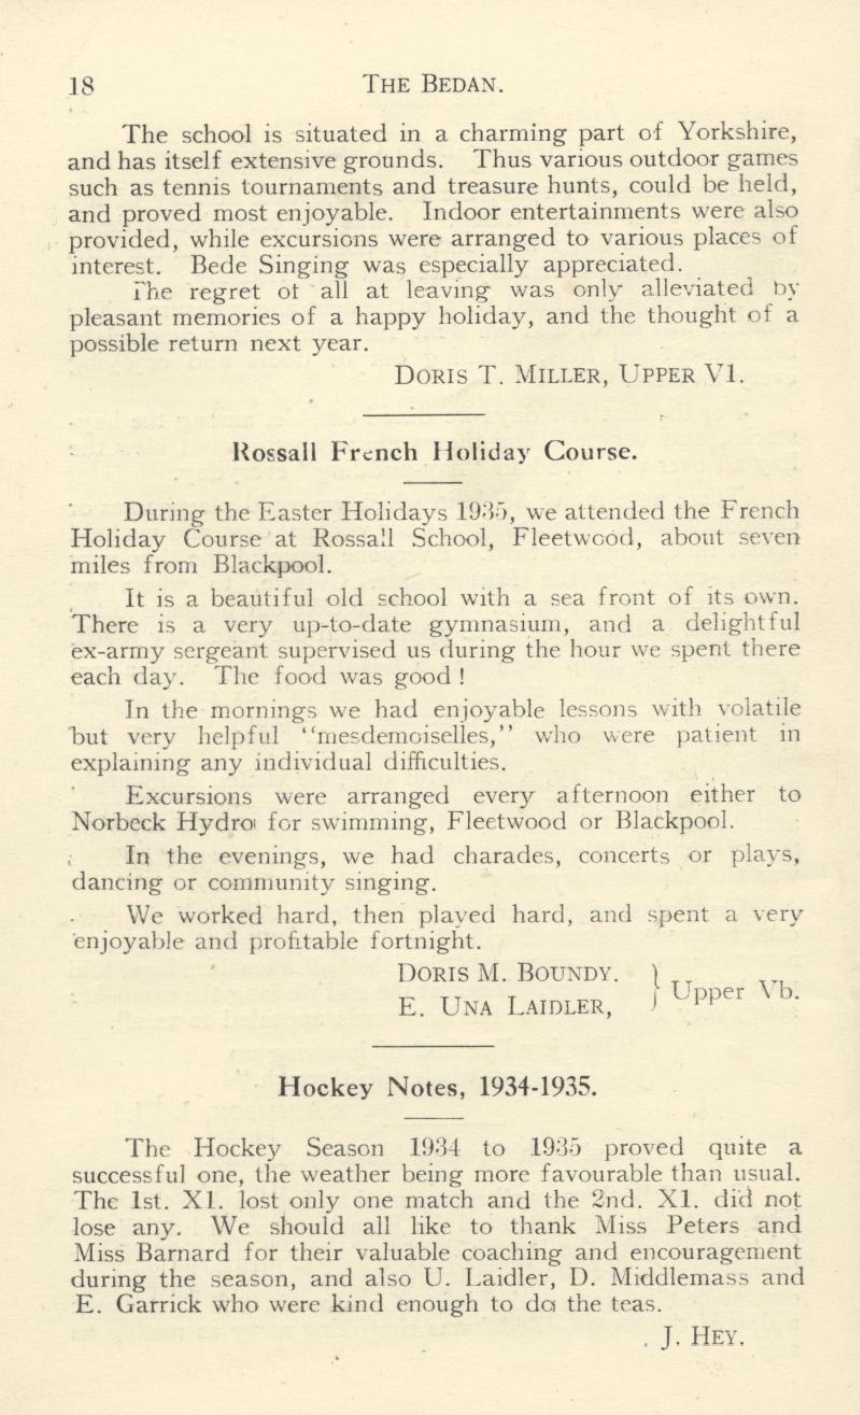 18 THE BEDAN.
The school is situated in a charming part of Yorkshire,
and has itself extensive grounds. Thus various outdoor games
such as tennis tournaments and treasure hunts, could be held,
and proved most enjoyable. Indoor entertainments were also
provided, while excursions were arranged to various places of
interest. Bede Singing was especially appreciated.
The regret of all at leaving was only alleviated by
pleasant memories of a happy holiday, and the thought of a
possible return next year.
DORIS T. MILLER, UPPER V1.
Rossall French Holiday Course.
During the Easter Holidays 1935, we attended the French
Holiday Course at Rossall School, Fleetwood, about seven
miles from Blackpool.
It is a beautiful old school with a sea front of its own.
There is a very up-to-date gymnasium, and a delightful
ex-army sergeant supervised us during the hour we spent there
each day. The food was good !
In the mornings we had enjoyable lessons with volatile
but very helpful "mesdemoiselles," who were patient in
explaining any individual difficulties.
Excursions were arranged every afternoon either to
Norbeck Hydro for swimming, Fleetwood or Blackpool.
In the evenings, we had charades, concerts or plays,
dancing or community singing.
We worked hard, then played hard, and spent a very
enjoyable and profitable fortnight.
DORIS M. BOUNDY.
E. UNA LAIDLER, } Upper Vb.
Hockey Notes, 1934-1935.
The Hockey Season 1934 to 1935 proved quite a
successful one, the weather being more favourable than usual.
The 1st. X1. lost only one match and the 2nd. X1. did not
lose any. We should all like to thank Miss Peters and
Miss Barnard for their valuable coaching and encouragement
during the season, and also U. Laidler, D. Middlemass and
E. Garrick who were kind enough to do the teas.
J. HEY.